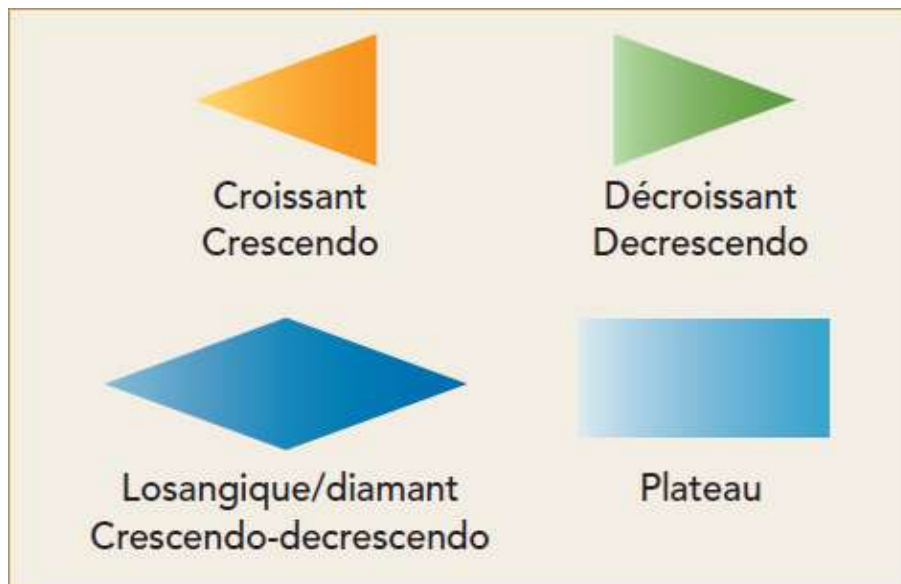 Croissant
Crescendo
Décroissant
Decrescendo
Losangique/diamant
Crescendo-decrescendo
Plateau